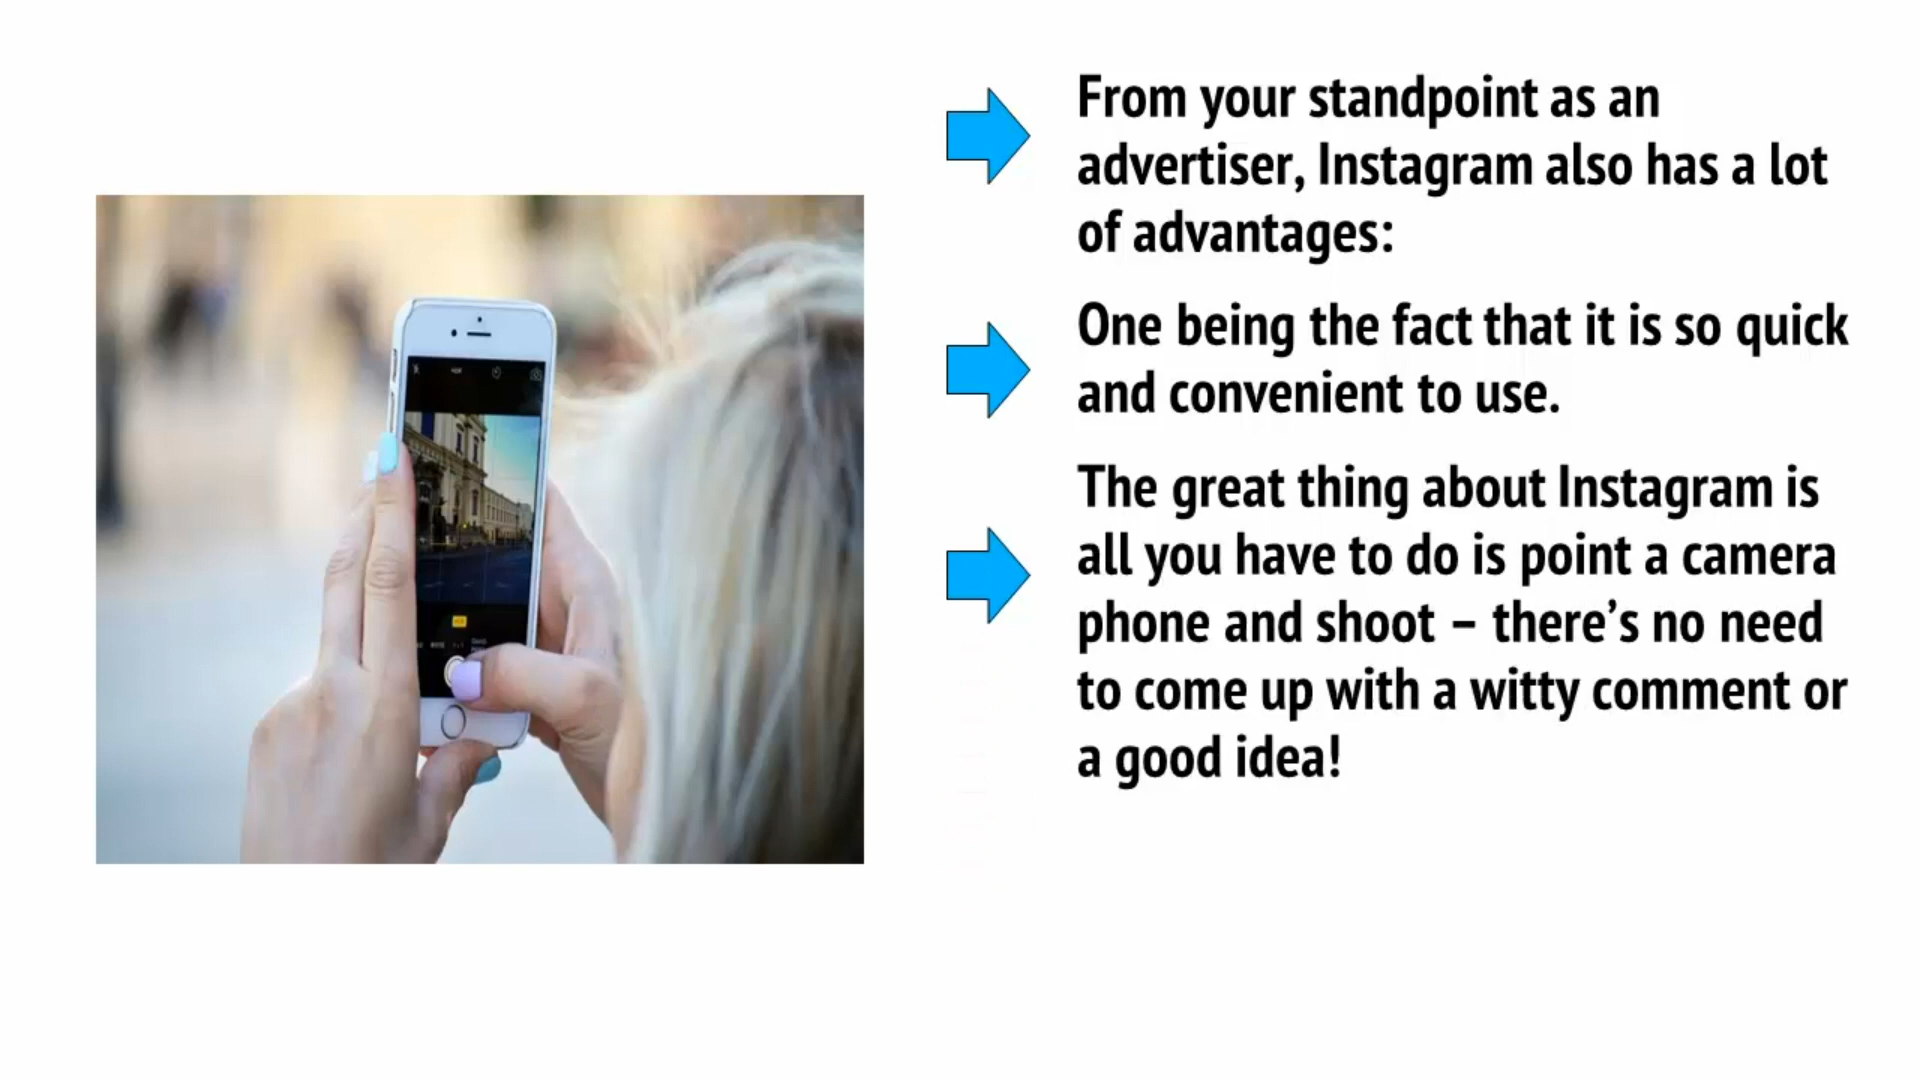 From your standpoint as an
advertiser, Instagram also has a lot
of advantages:
One being the fact that it is so quick
and convenient to use.
The great thing about Instagram is
all you have to do is point a camera
phone and shoot – there’s no need
to come up with a witty comment or
a good idea!